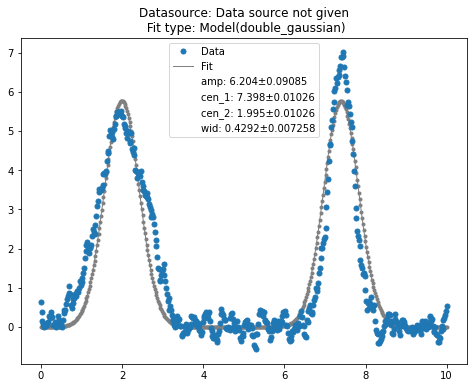 Datasource: Data source not given
Fit type: Model(double_gaussian)
Data
Fit
amp: 6.204±0.09085
cen_1: 7.398±0.01026
cen_2: 1.995±0.01026
wid: 0.4292±0.007258
7
6
5
4
3
2
1
0
0 2 4 6 8 10